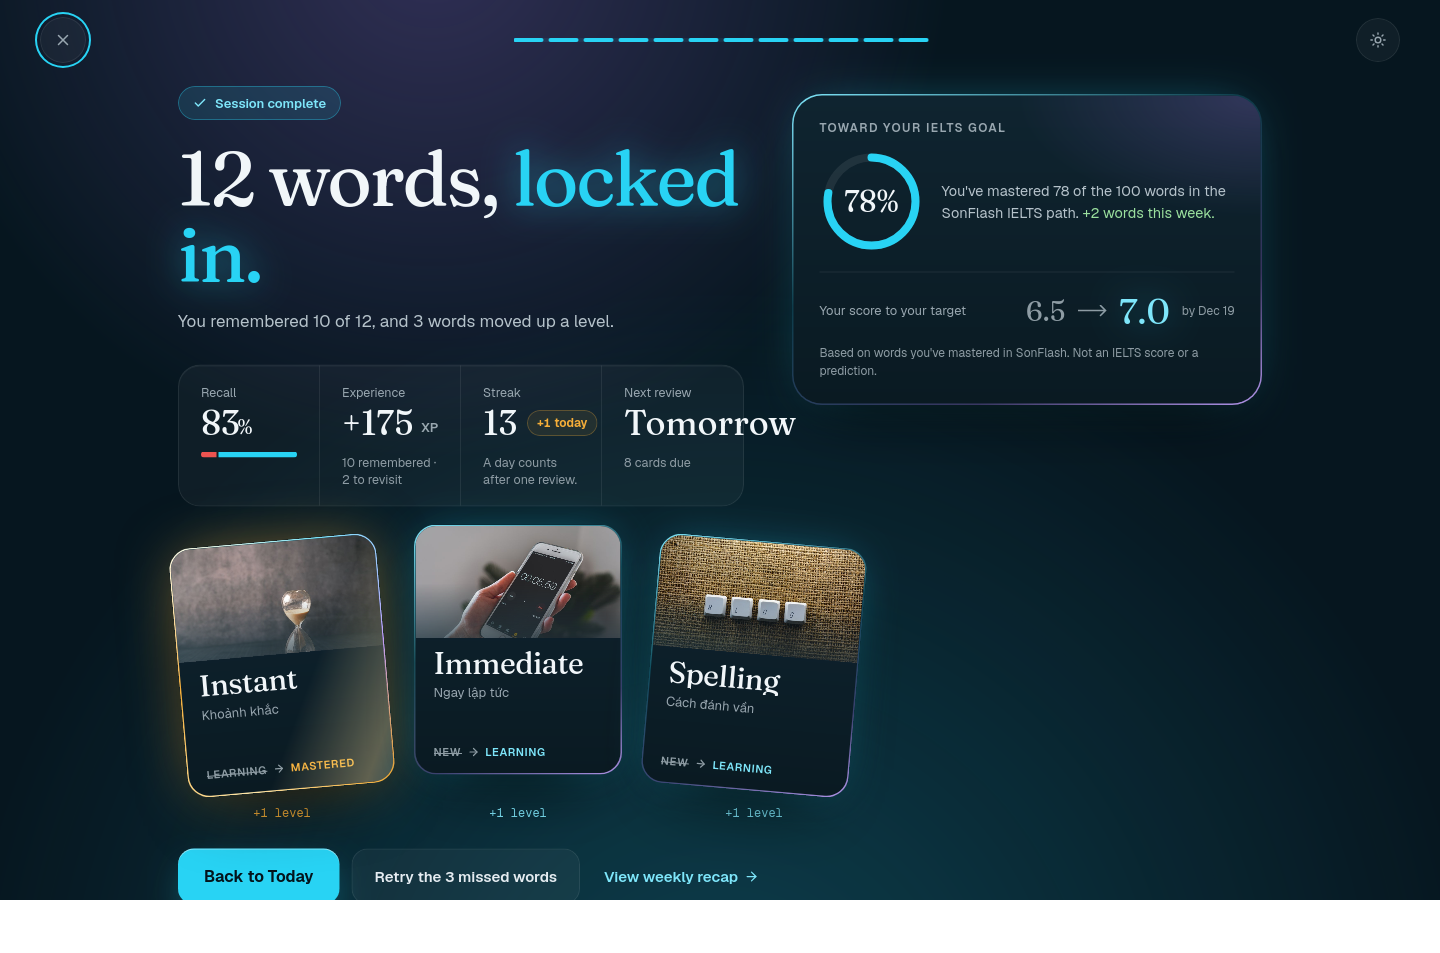 Session complete
12 words, locked
in.
You remembered 10 of 12, and 3 words moved up a level.
TOWARD YOUR IELTS GOAL
78%
You've mastered 78 of the 100 words in the
SonFlash IELTS path. +2 words this week.
Your score to your target
6.5 → 7.0 by Dec 19
Based on words you've mastered in SonFlash. Not an IELTS score or a
prediction.
Recall
83%
Experience
+175 XP
10 remembered ·
2 to revisit
Streak
13 +1 today
A day counts
after one review.
Next review
Tomorrow
8 cards due
Instant
Khoảnh khắc
LEARNING → MASTERED
+1 level
00:06.50
Immediate
Ngay lập tức
NEW → LEARNING
+1 level
Spelling
Cách đánh vần
NEW → LEARNING
+1 level
Back to Today
Retry the 3 missed words
View weekly recap →